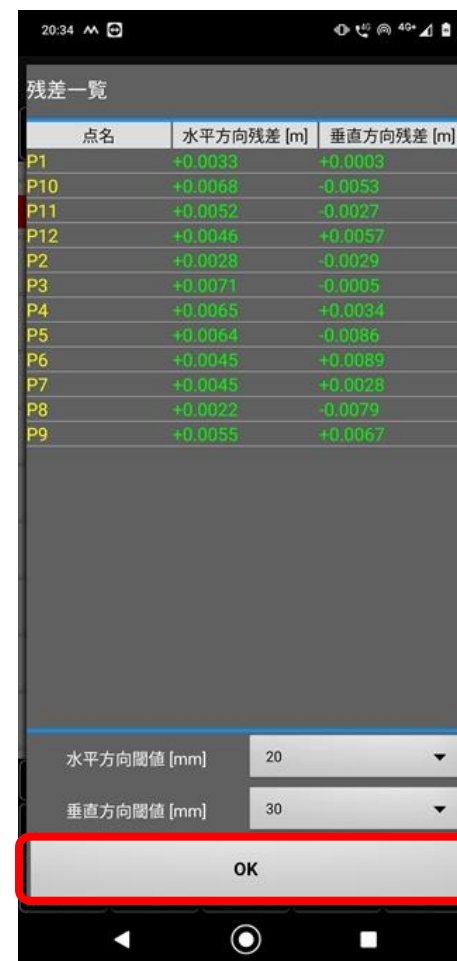 20:34 4G 4G+
残差一覧
点名 水平方向残差 [m] 垂直方向残差 [m]
P1 +0.0033 +0.0003
P10 +0.0068 -0.0053
P11 +0.0052 -0.0027
P12 +0.0046 +0.0057
P2 +0.0028 -0.0029
P3 +0.0071 -0.0005
P4 +0.0065 +0.0034
P5 +0.0064 -0.0086
P6 +0.0045 +0.0089
P7 +0.0045 +0.0028
P8 +0.0022 -0.0079
P9 +0.0055 +0.0067
水平方向閾値 [mm] 20
垂直方向閾値 [mm] 30
OK